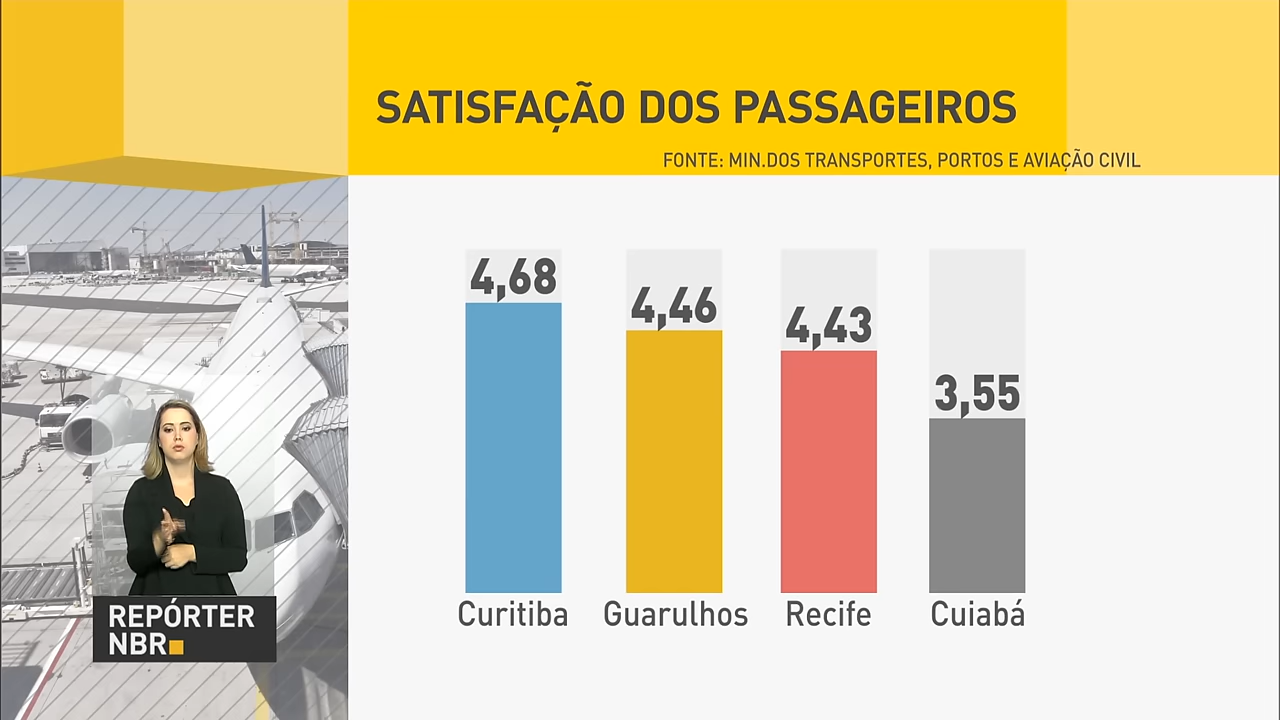 SATISFAÇÃO DOS PASSAGEIROS
FONTE: MIN.DOS TRANSPORTES, PORTOS E AVIAÇÃO CIVIL
4,68
4,46
4,43
3,55
Curitiba Guarulhos Recife Cuiabá
REPÓRTER
NBR